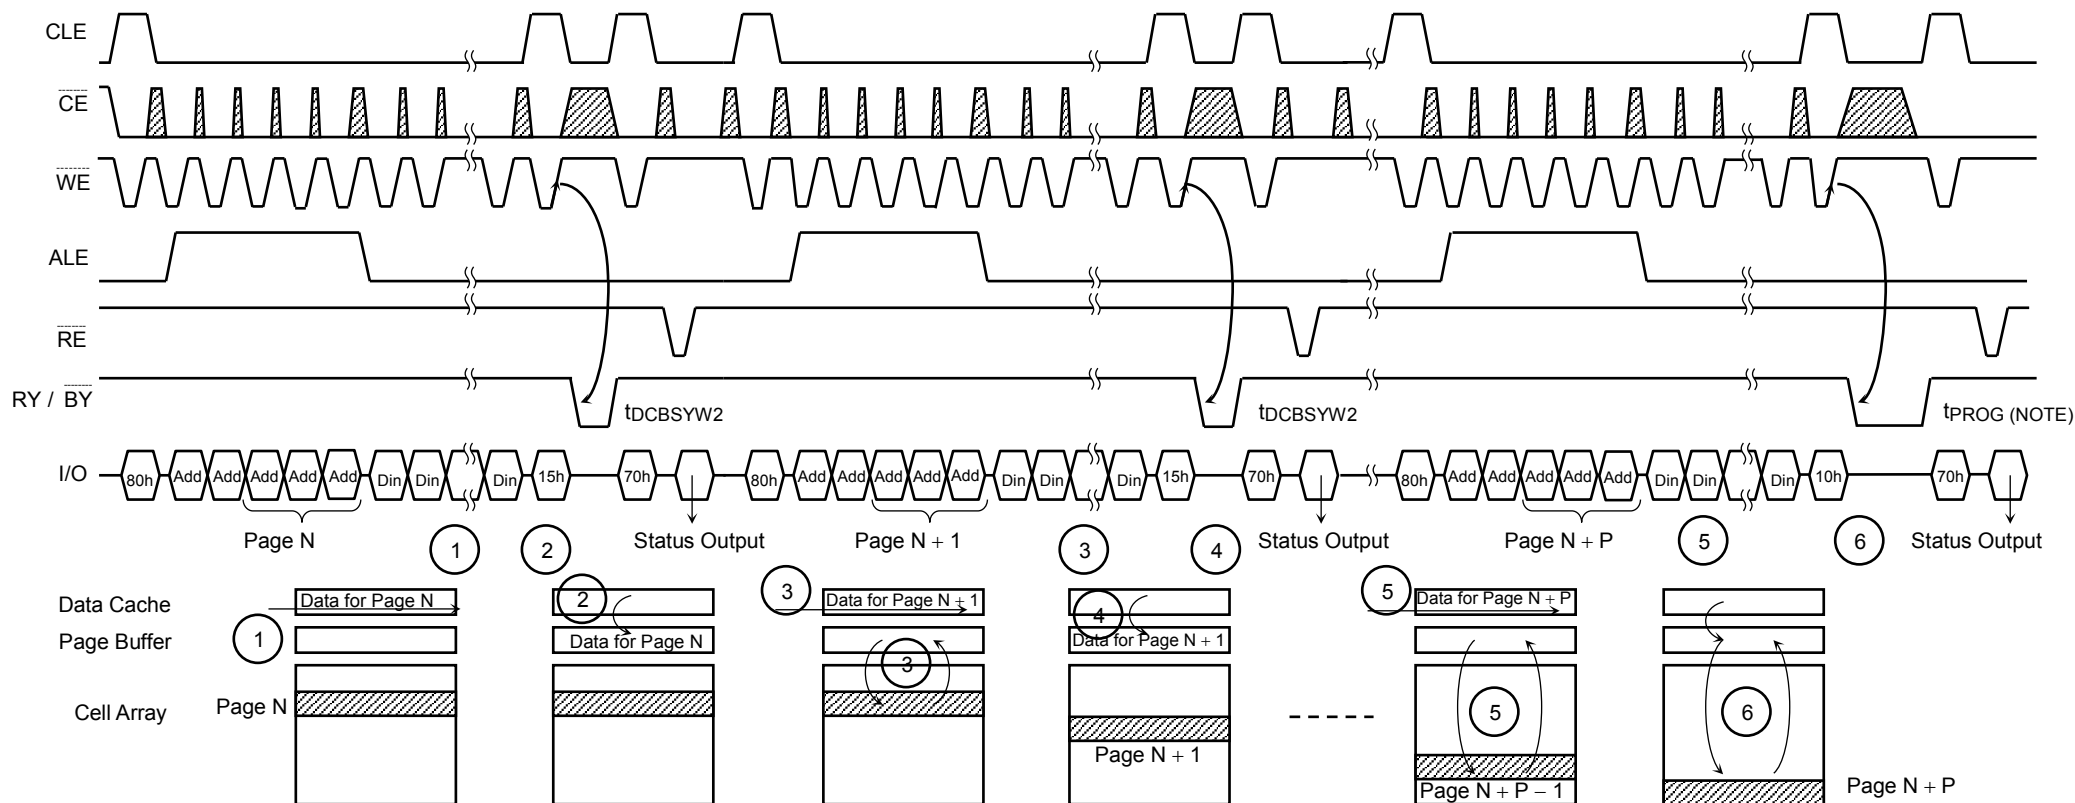 CLE
CE
WE
ALE
RE
RY / BY
tDCBSYW2 tDCBSYW2 tPROG (NOTE)
I/O 80h Add Add Add Add Add Din Din Din 15h 70h 80h Add Add Add Add Add Din Din Din 15h 70h 80h Add Add Add Add Add Din Din Din 10h 70h
Page N 1 2 Status Output Page N + 1 3 4 Status Output Page N + P 5 6 Status Output
Data Cache Data for Page N 2 3 Data for Page N + 1 4 5 Data for Page N + P
Page Buffer 1 Data for Page N 3 Data for Page N + 1
Cell Array Page N 5 6
Page N + 1
Page N + P − 1 Page N + P